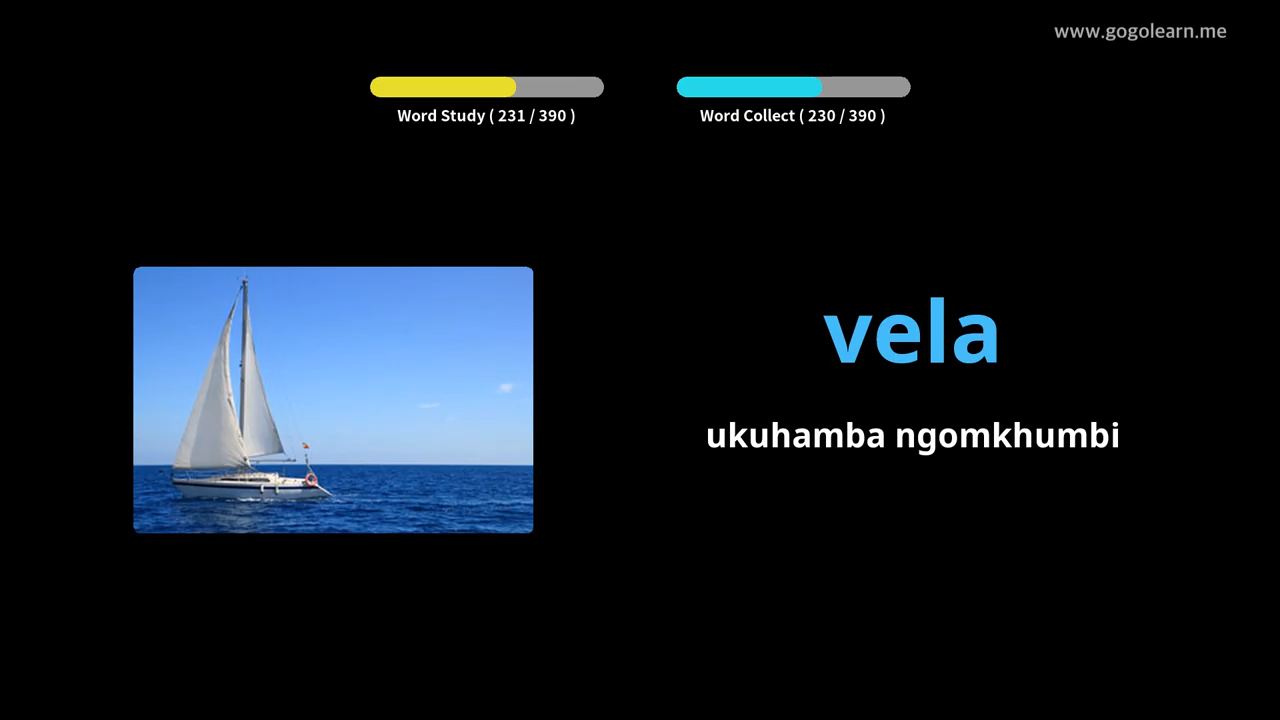 www.gogolearn.me
Word Study ( 231 / 390 )
Word Collect ( 230 / 390 )
vela
ukuhamba ngomkhumbi